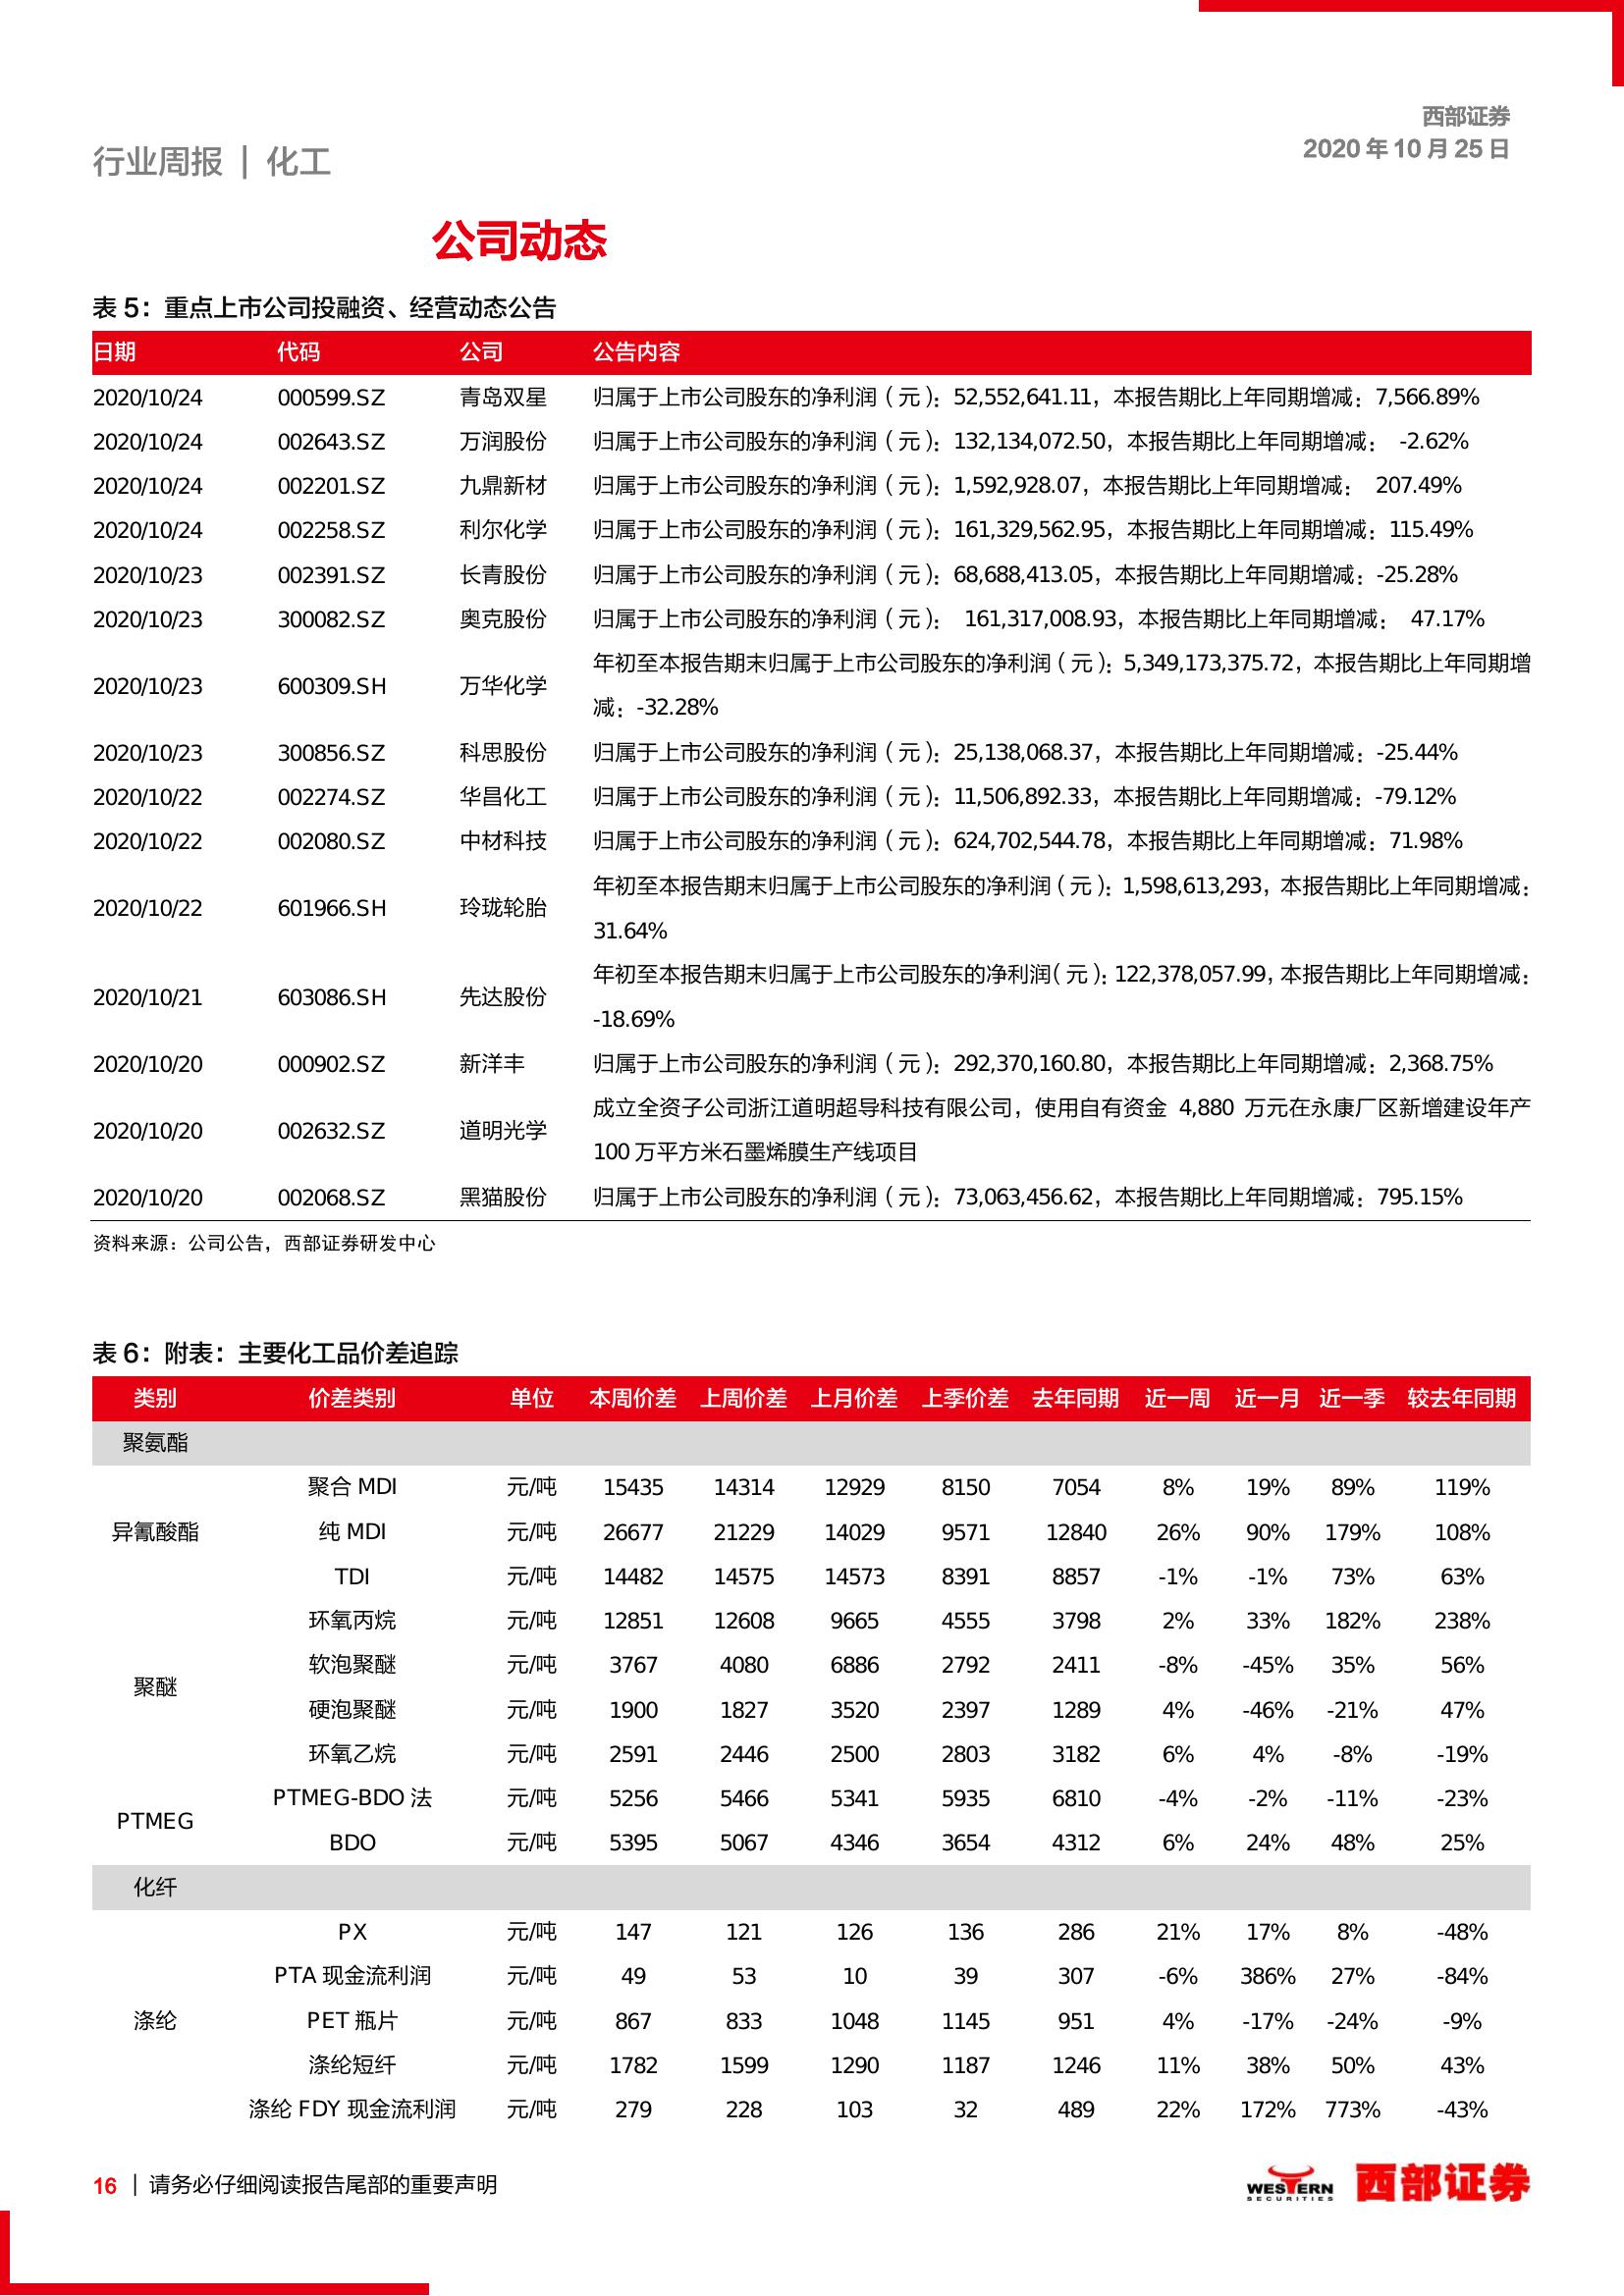 西部证券
2020 年 10 月 25 日
行业周报 | 化工
公司动态
表 5：重点上市公司投融资、经营动态公告
日期 代码 公司 公告内容
2020/10/24 000599.SZ 青岛双星 归属于上市公司股东的净利润（元）：52,552,641.11，本报告期比上年同期增减：7,566.89%
2020/10/24 002643.SZ 万润股份 归属于上市公司股东的净利润（元）：132,134,072.50，本报告期比上年同期增减： -2.62%
2020/10/24 002201.SZ 九鼎新材 归属于上市公司股东的净利润（元）：1,592,928.07，本报告期比上年同期增减： 207.49%
2020/10/24 002258.SZ 利尔化学 归属于上市公司股东的净利润（元）：161,329,562.95，本报告期比上年同期增减：115.49%
2020/10/23 002391.SZ 长青股份 归属于上市公司股东的净利润（元）：68,688,413.05，本报告期比上年同期增减：-25.28%
2020/10/23 300082.SZ 奥克股份 归属于上市公司股东的净利润（元）： 161,317,008.93，本报告期比上年同期增减： 47.17%
2020/10/23 600309.SH 万华化学 年初至本报告期末归属于上市公司股东的净利润（元）：5,349,173,375.72，本报告期比上年同期增
减：-32.28%
2020/10/23 300856.SZ 科思股份 归属于上市公司股东的净利润（元）：25,138,068.37，本报告期比上年同期增减：-25.44%
2020/10/22 002274.SZ 华昌化工 归属于上市公司股东的净利润（元）：11,506,892.33，本报告期比上年同期增减：-79.12%
2020/10/22 002080.SZ 中材科技 归属于上市公司股东的净利润（元）：624,702,544.78，本报告期比上年同期增减：71.98%
2020/10/22 601966.SH 玲珑轮胎 年初至本报告期末归属于上市公司股东的净利润（元）：1,598,613,293，本报告期比上年同期增减：
31.64%
2020/10/21 603086.SH 先达股份 年初至本报告期末归属于上市公司股东的净利润（元）：122,378,057.99，本报告期比上年同期增减：
-18.69%
2020/10/20 000902.SZ 新洋丰 归属于上市公司股东的净利润（元）：292,370,160.80，本报告期比上年同期增减：2,368.75%
2020/10/20 002632.SZ 道明光学 成立全资子公司浙江道明超导科技有限公司，使用自有资金 4,880 万元在永康厂区新增建设年产
100 万平方米石墨烯膜生产线项目
2020/10/20 002068.SZ 黑猫股份 归属于上市公司股东的净利润（元）：73,063,456.62，本报告期比上年同期增减：795.15%
资料来源：公司公告，西部证券研发中心
表 6：附表：主要化工品价差追踪
类别 价差类别 单位 本周价差 上周价差 上月价差 上季价差 去年同期 近一周 近一月 近一季 较去年同期
聚氨酯
聚合 MDI 元/吨 15435 14314 12929 8150 7054 8% 19% 89% 119%
异氰酸酯 纯 MDI 元/吨 26677 21229 14029 9571 12840 26% 90% 179% 108%
TDI 元/吨 14482 14575 14573 8391 8857 -1% -1% 73% 63%
环氧丙烷 元/吨 12851 12608 9665 4555 3798 2% 33% 182% 238%
软泡聚醚 元/吨 3767 4080 6886 2792 2411 -8% -45% 35% 56%
聚醚
硬泡聚醚 元/吨 1900 1827 3520 2397 1289 4% -46% -21% 47%
环氧乙烷 元/吨 2591 2446 2500 2803 3182 6% 4% -8% -19%
PTMEG-BDO 法 元/吨 5256 5466 5341 5935 6810 -4% -2% -11% -23%
PTMEG
BDO 元/吨 5395 5067 4346 3654 4312 6% 24% 48% 25%
化纤
PX 元/吨 147 121 126 136 286 21% 17% 8% -48%
PTA 现金流利润 元/吨 49 53 10 39 307 -6% 386% 27% -84%
涤纶 PET 瓶片 元/吨 867 833 1048 1145 951 4% -17% -24% -9%
涤纶短纤 元/吨 1782 1599 1290 1187 1246 11% 38% 50% 43%
涤纶 FDY 现金流利润 元/吨 279 228 103 32 489 22% 172% 773% -43%
16 | 请务必仔细阅读报告尾部的重要声明
WESTERN
SECURITIES
西部证券